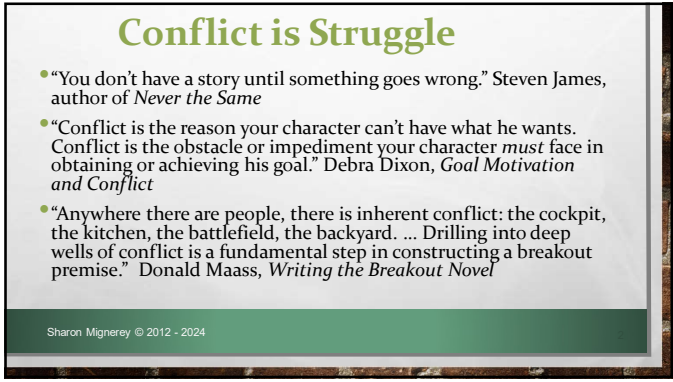 Conflict is Struggle
•“You don’t have a story until something goes wrong.” Steven James,
author of Never the Same
•“Conflict is the reason your character can’t have what he wants.
Conflict is the obstacle or impediment your character must face in
obtaining or achieving his goal.” Debra Dixon, Goal Motivation
and Conflict
•“Anywhere there are people, there is inherent conflict: the cockpit,
the kitchen, the battlefield, the backyard. … Drilling into deep
wells of conflict is a fundamental step in constructing a breakout
premise.”  Donald Maass, Writing the Breakout Novel
Sharon Mignerey © 2012 - 2024
2